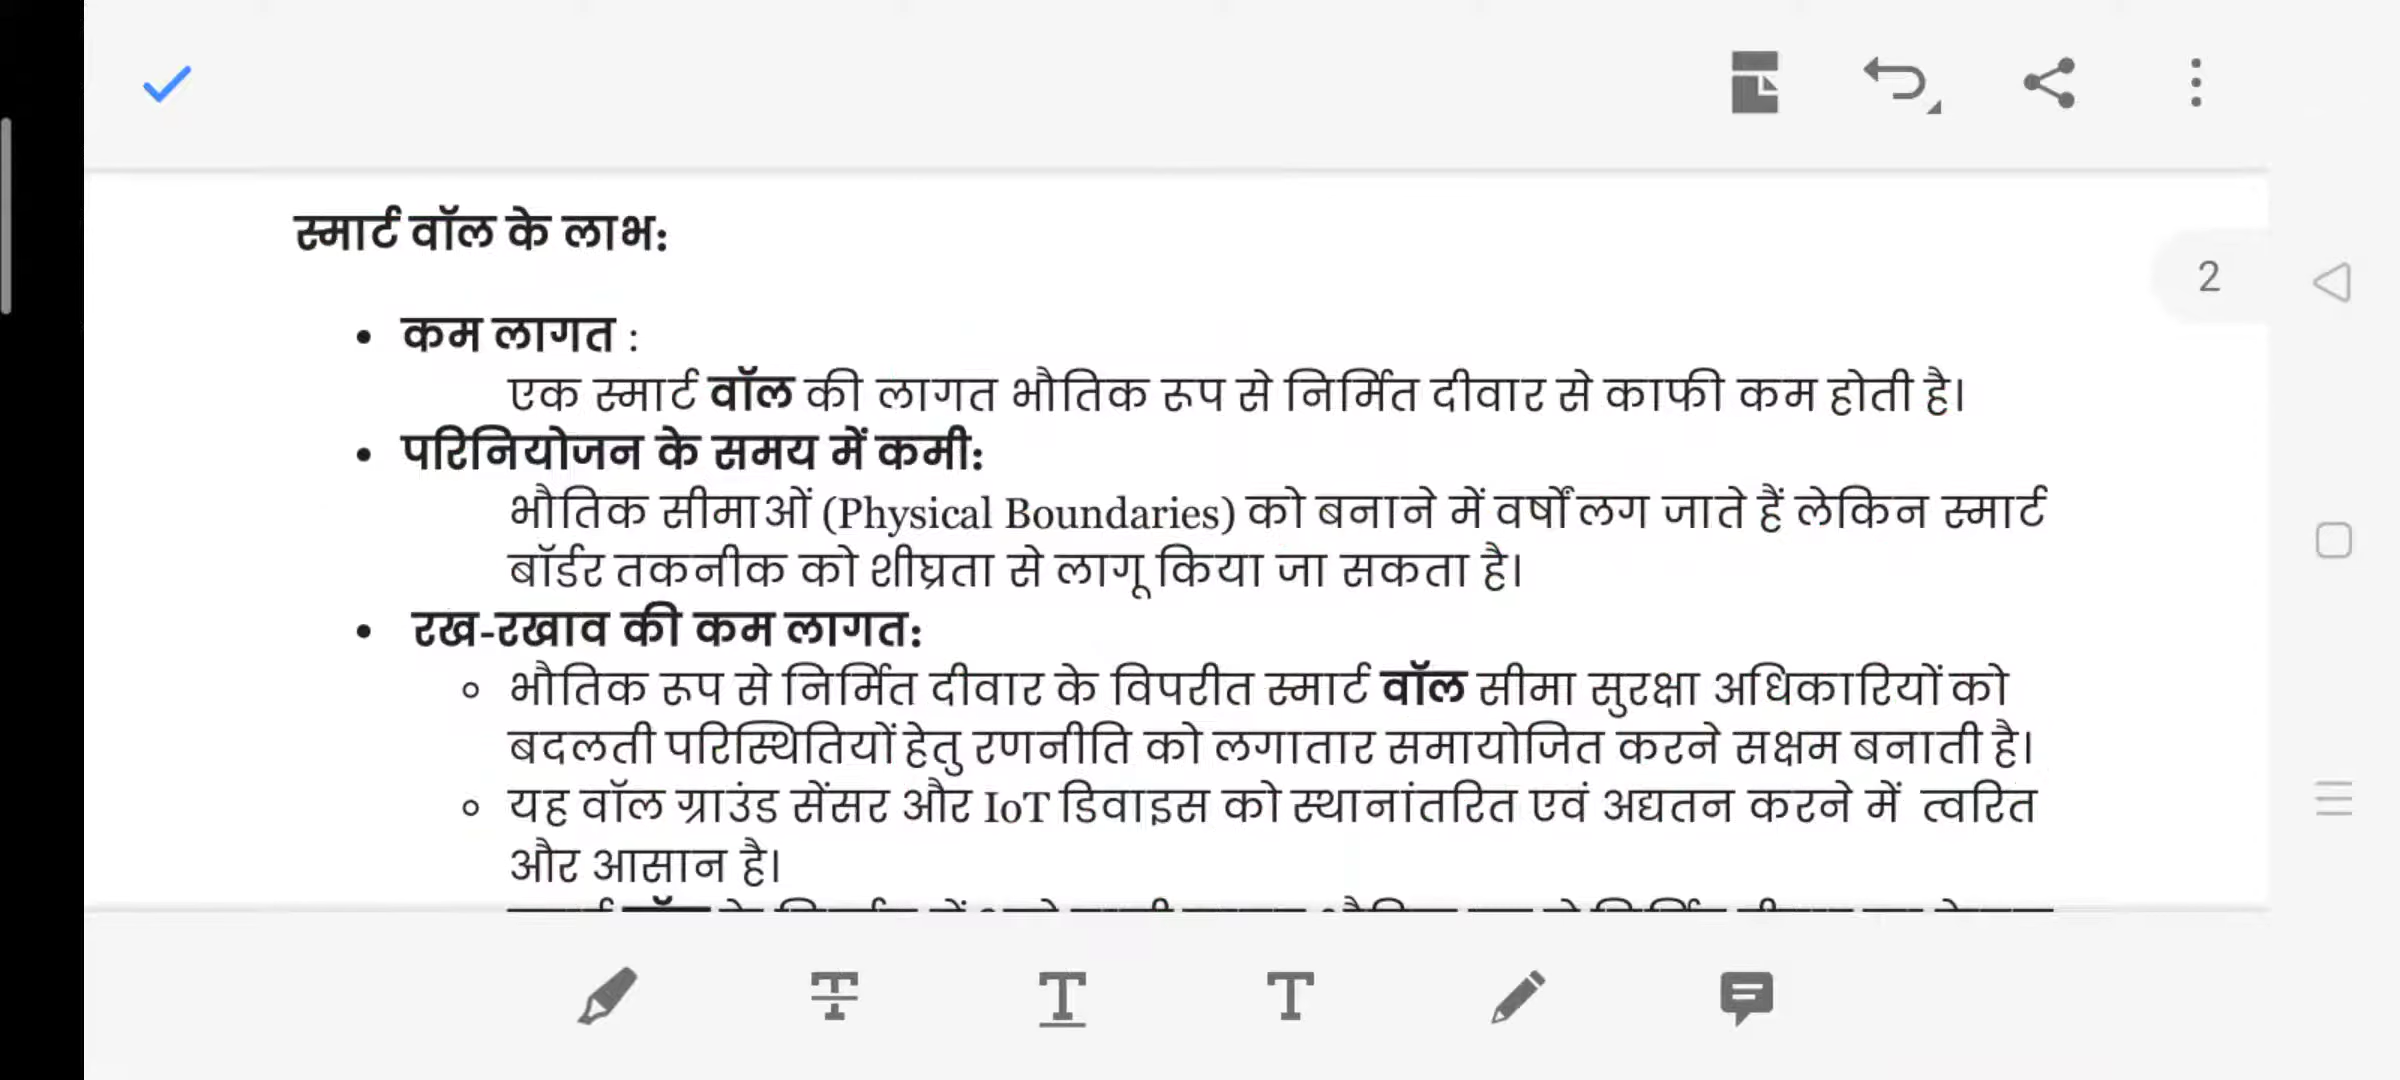 स्मार्ट वॉल के लाभ:
2
• कम लागत :
एक स्मार्ट वॉल की लागत भौतिक रूप से निर्मित दीवार से काफी कम होती है।
• परिनियोजन के समय में कमी:
भौतिक सीमाओं (Physical Boundaries) को बनाने में वर्षों लग जाते हैं लेकिन स्मार्ट
बॉर्डर तकनीक को शीघ्रता से लागू किया जा सकता है।
• रख-रखाव की कम लागत:
० भौतिक रूप से निर्मित दीवार के विपरीत स्मार्ट वॉल सीमा सुरक्षा अधिकारियों को
बदलती परिस्थितियों हेतु रणनीति को लगातार समायोजित करने सक्षम बनाती है।
० यह वॉल ग्राउंड सेंसर और IoT डिवाइस को स्थानांतरित एवं अद्यतन करने में त्वरित
और आसान है।